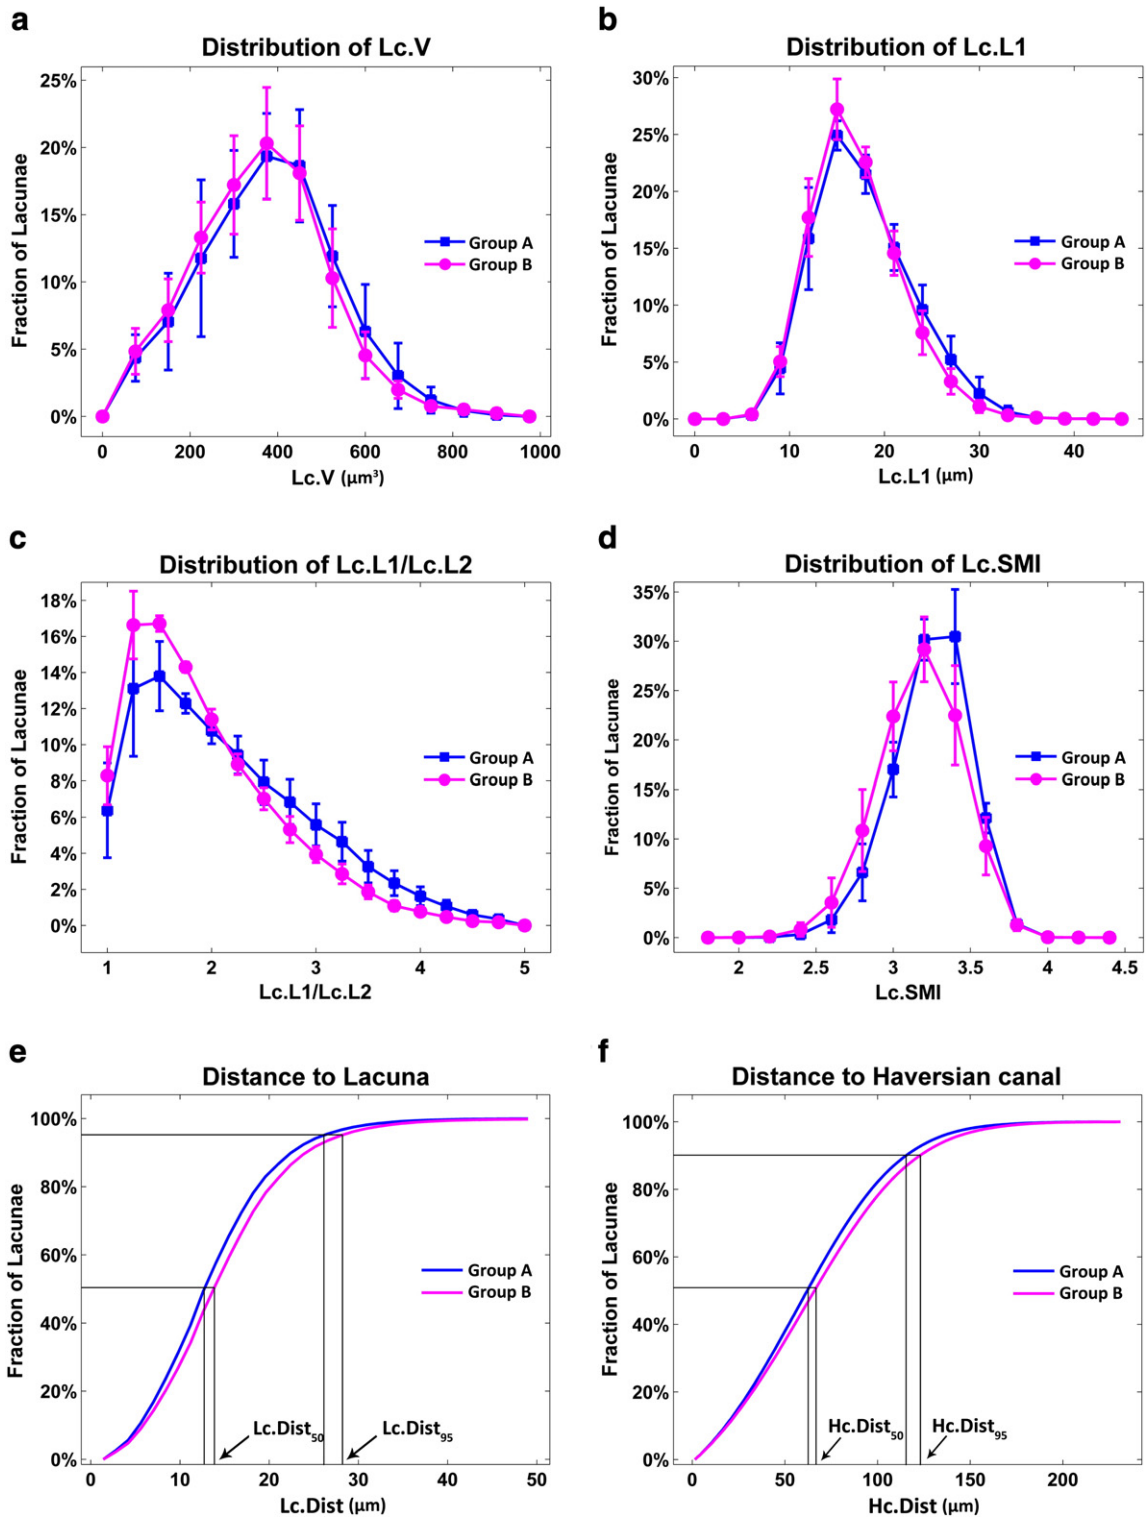 a
Distribution of Lc.V
25%
20%
15%
10%
5%
0%
Fraction of Lacunae
Group A
Group B
0 200 400 600 800 1000
Lc.V (μm³)
b
Distribution of Lc.L1
30%
25%
20%
15%
10%
5%
0%
Fraction of Lacunae
Group A
Group B
0 10 20 30 40
Lc.L1 (μm)
c
Distribution of Lc.L1/Lc.L2
18%
16%
14%
12%
10%
8%
6%
4%
2%
0%
Fraction of Lacunae
Group A
Group B
1 2 3 4 5
Lc.L1/Lc.L2
d
Distribution of Lc.SMI
35%
30%
25%
20%
15%
10%
5%
0%
Fraction of Lacunae
Group A
Group B
2 2.5 3 3.5 4 4.5
Lc.SMI
e
Distance to Lacuna
100%
80%
60%
40%
20%
0%
Fraction of Lacunae
Group A
Group B
Lc.Dist50
Lc.Dist95
0 10 20 30 40 50
Lc.Dist (μm)
f
Distance to Haversian canal
100%
80%
60%
40%
20%
0%
Fraction of Lacunae
Group A
Group B
Hc.Dist50
Hc.Dist95
0 50 100 150 200
Hc.Dist (μm)